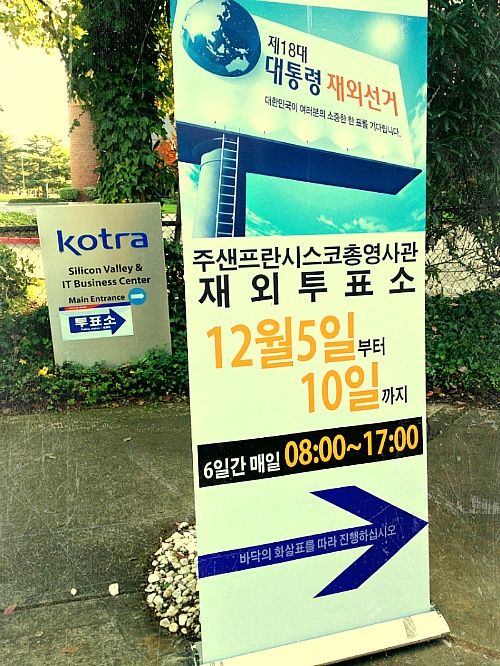 제18대
대통령 재외선거
대한민국이 여러분의 소중한 한 표를 기다립니다.
주샌프란시스코총영사관
재외투표소
12월5일부터
10일까지
6일간 매일 08:00~17:00
바닥의 화살표를 따라 진행하십시오
kotra
Silicon Valley &
IT Business Center
Main Entrance
투표소